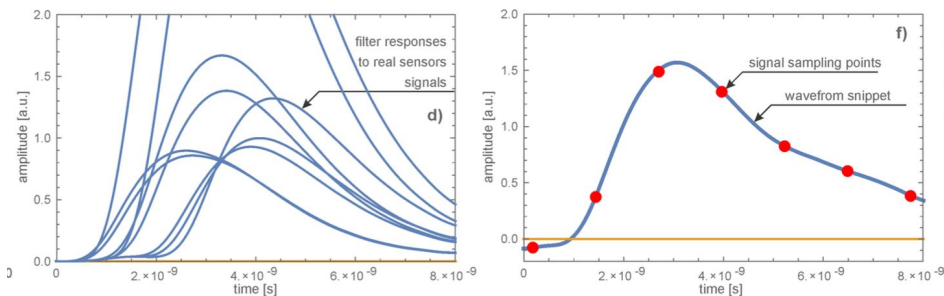 2.0
1.5
1.0
0.5
0.0
amplitude [a.u.]
filter responses
to real sensors
signals
d)
0
2. × 10⁻⁹
4. × 10⁻⁹
6. × 10⁻⁹
8. × 10⁻⁹
time [s]
2.0
1.5
1.0
0.5
0.0
amplitude [a.u.]
f)
signal sampling points
wavefrom snippet
0
2. × 10⁻⁹
4. × 10⁻⁹
6. × 10⁻⁹
8. × 10⁻⁹
time [s]